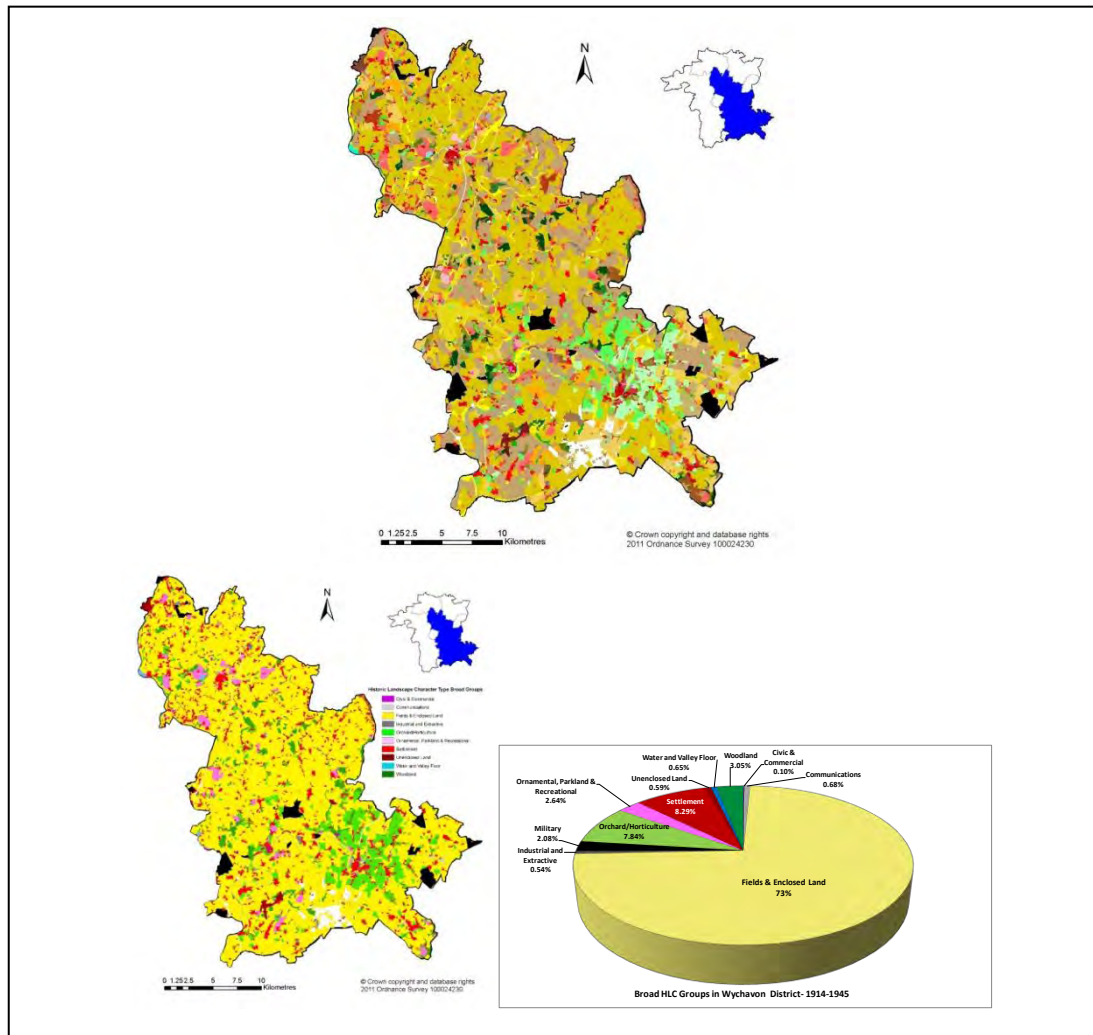 N
0 1.25 2.5 5 7.5 10
Kilometres
© Crown copyright and database rights
2011 Ordnance Survey 100024230
N
Historic Landscape Character Type Broad Groups
Civic & Commercial
Communications
Fields & Enclosed Land
Industrial and Extractive
Orchard/Horticulture
Ornamental, Parkland & Recreational
Settlement
Unenclosed Land
Water and Valley Floor
Woodland
0 1.25 2.5 5 7.5 10
Kilometres
© Crown copyright and database rights
2011 Ordnance Survey 100024230
Water and Valley Floor
0.65%
Woodland
3.05%
Civic &
Commercial
0.10%
Communications
0.68%
Unenclosed Land
0.59%
Ornamental, Parkland &
Recreational
2.64%
Settlement
8.29%
Orchard/Horticulture
7.84%
Military
2.08%
Industrial and
Extractive
0.54%
Fields & Enclosed Land
73%
Broad HLC Groups in Wychavon District- 1914-1945